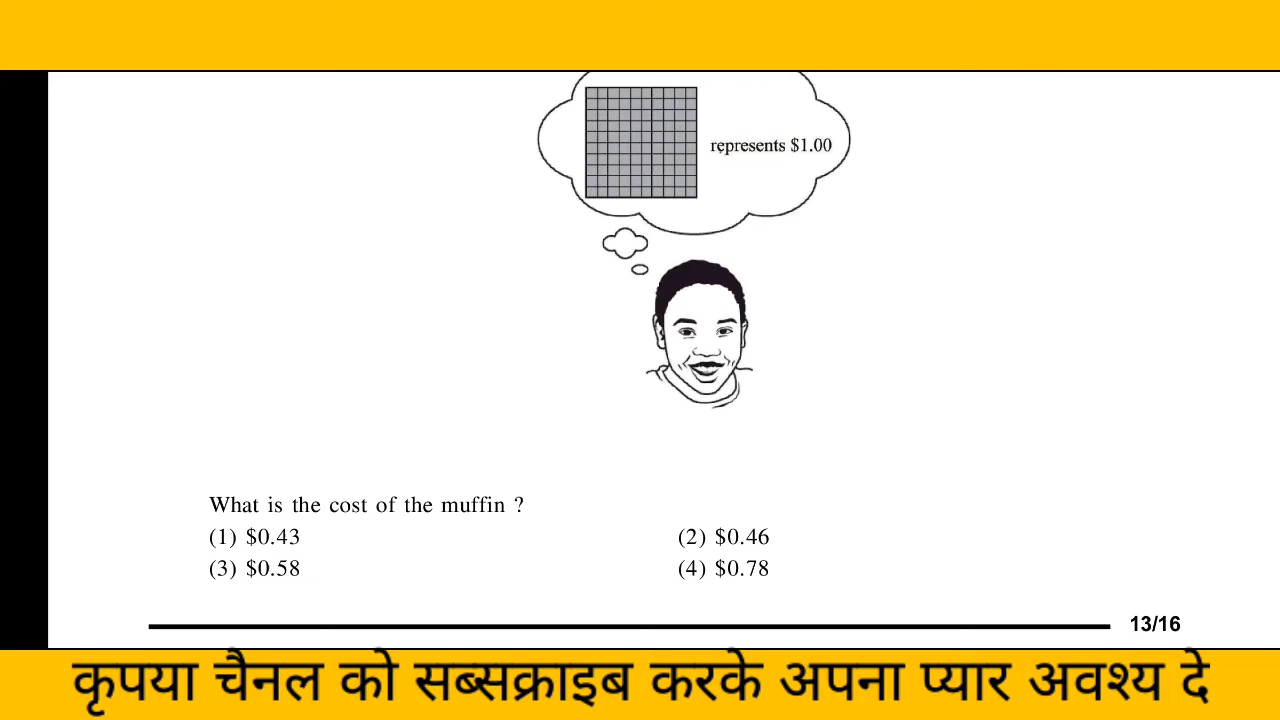 represents $1.00
What is the cost of the muffin ?
(1) $0.43 (2) $0.46
(3) $0.58 (4) $0.78
13/16
कृपया चैनल को सब्सक्राइब करके अपना प्यार अवश्य दे